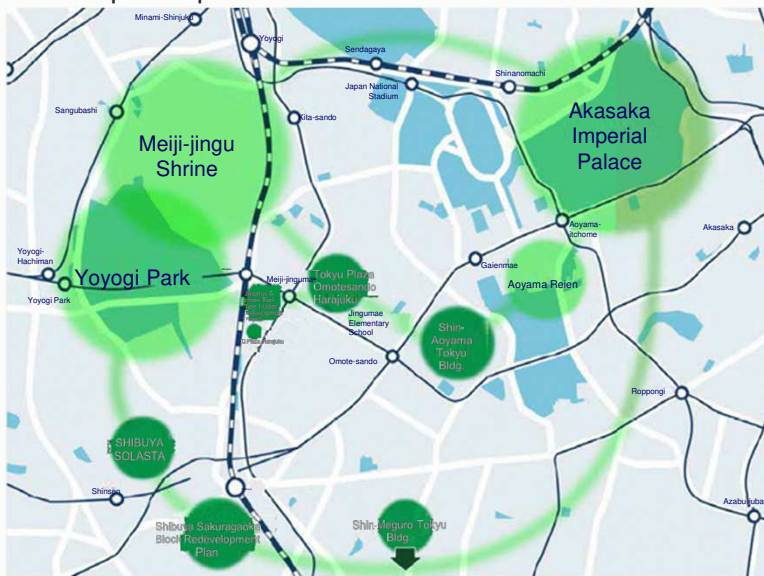 Minami-Shinjuku
Yoyogi
Sendagaya
Shinanomachi
Japan National
Stadium
Sangubashi
Kita-sando
Meiji-jingu
Shrine
Akasaka
Imperial
Palace
Aoyama-
itchome
Akasaka
Yoyogi-
Hachiman
Yoyogi Park
Yoyogi Park
Meiji-jingumae
Tokyu Plaza
Omotesando
Harajuku
Gaienmae
Aoyama Reien
Jingumae
Elementary
School
Q Plaza Harajuku
Omote-sando
Shin-
Aoyama
Tokyu
Bldg.
Roppongi
SHIBUYA
SOLASTA
Shinsen
Shibuya Sakuragaoka
Block Redevelopment
Plan
Shin-Meguro Tokyu
Bldg.